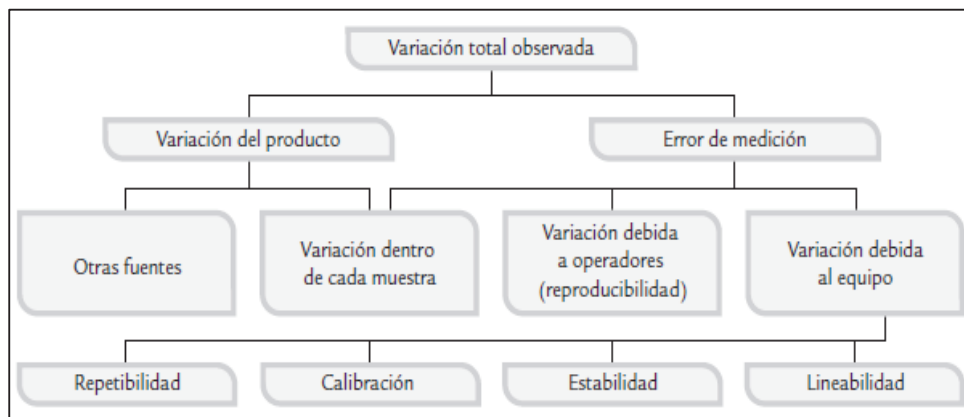 Variación total observada
Variación del producto
Error de medición
Otras fuentes
Variación dentro
de cada muestra
Variación debida
a operadores
(reproducibilidad)
Variación debida
al equipo
Repetibilidad
Calibración
Estabilidad
Lineabilidad